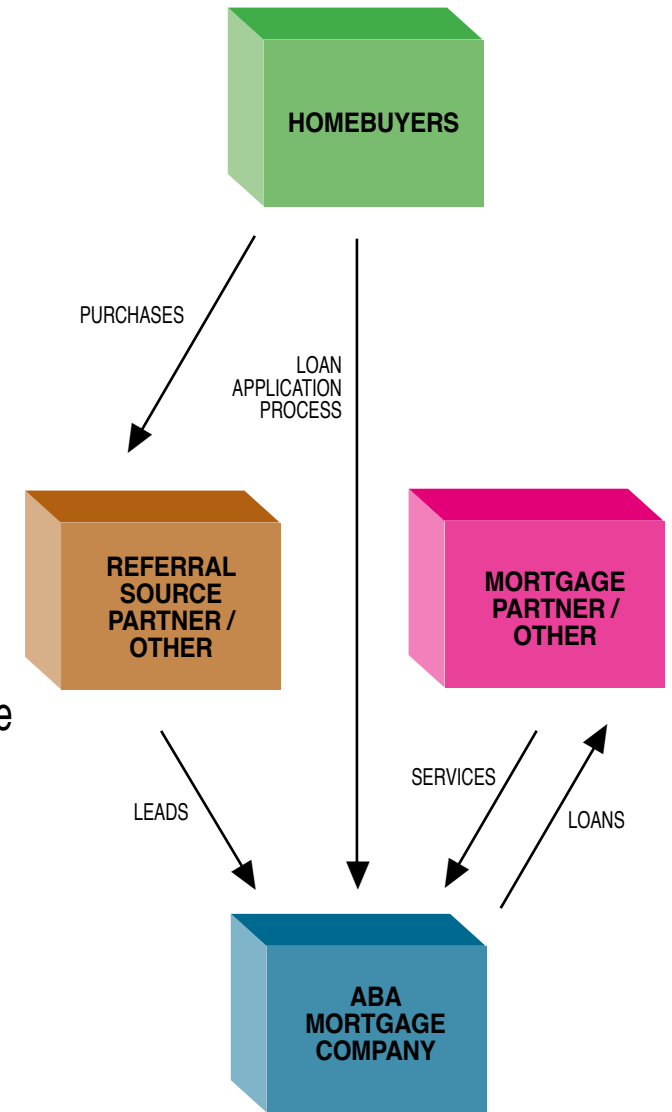 HOMEBUYERS
PURCHASES
LOAN
APPLICATION
PROCESS
REFERRAL
SOURCE
PARTNER /
OTHER
MORTGAGE
PARTNER /
OTHER
e
SERVICES
LEADS
LOANS
ABA
MORTGAGE
COMPANY